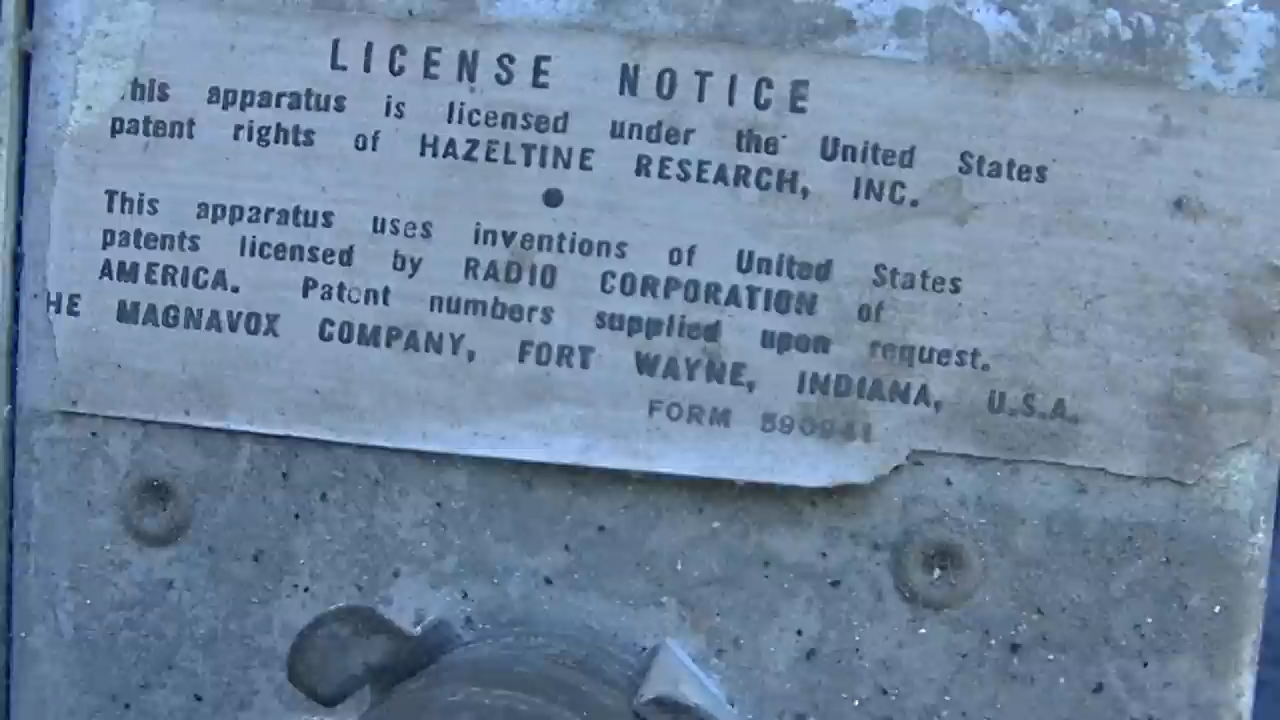 LICENSE NOTICE
his apparatus is licensed under the United States
patent rights of HAZELTINE RESEARCH, INC.
This apparatus uses inventions of United States
patents licensed by RADIO CORPORATION of
AMERICA. Patent numbers supplied upon request.
HE MAGNAVOX COMPANY, FORT WAYNE, INDIANA, U.S.A.
FORM